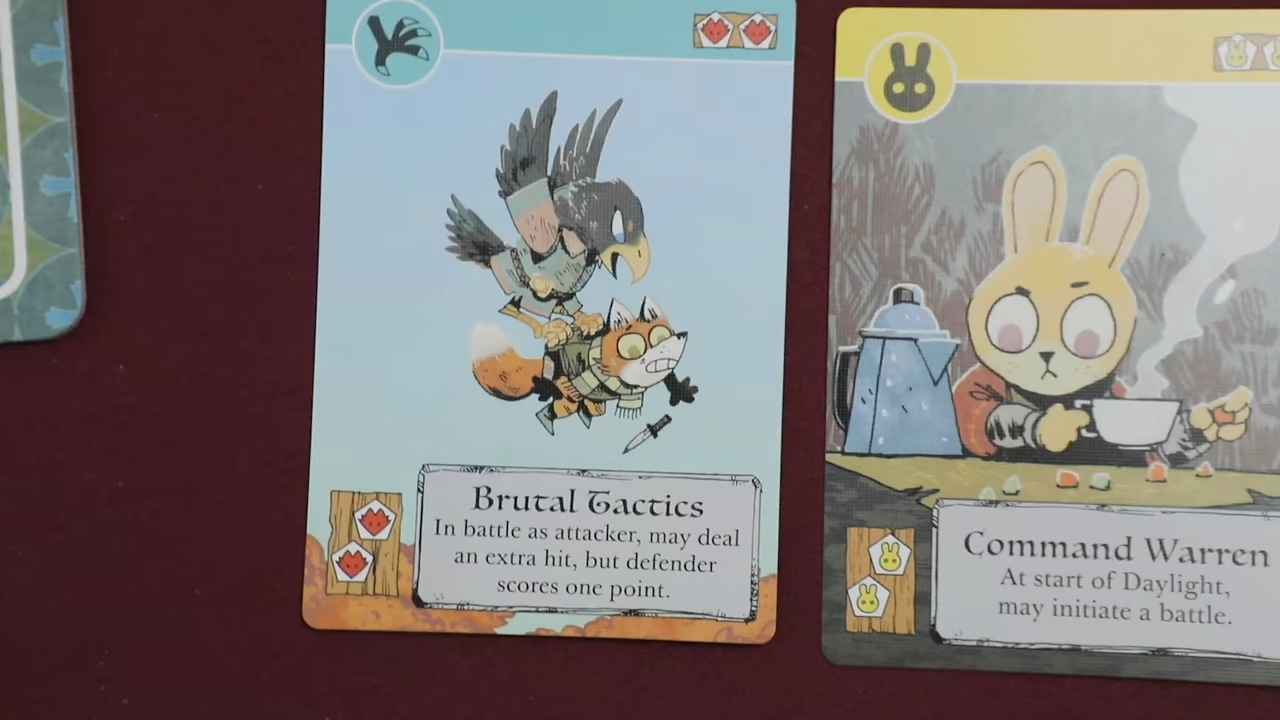 Brutal Tactics
In battle as attacker, may deal
an extra hit, but defender
scores one point.
Command Warren
At start of Daylight,
may initiate a battle.